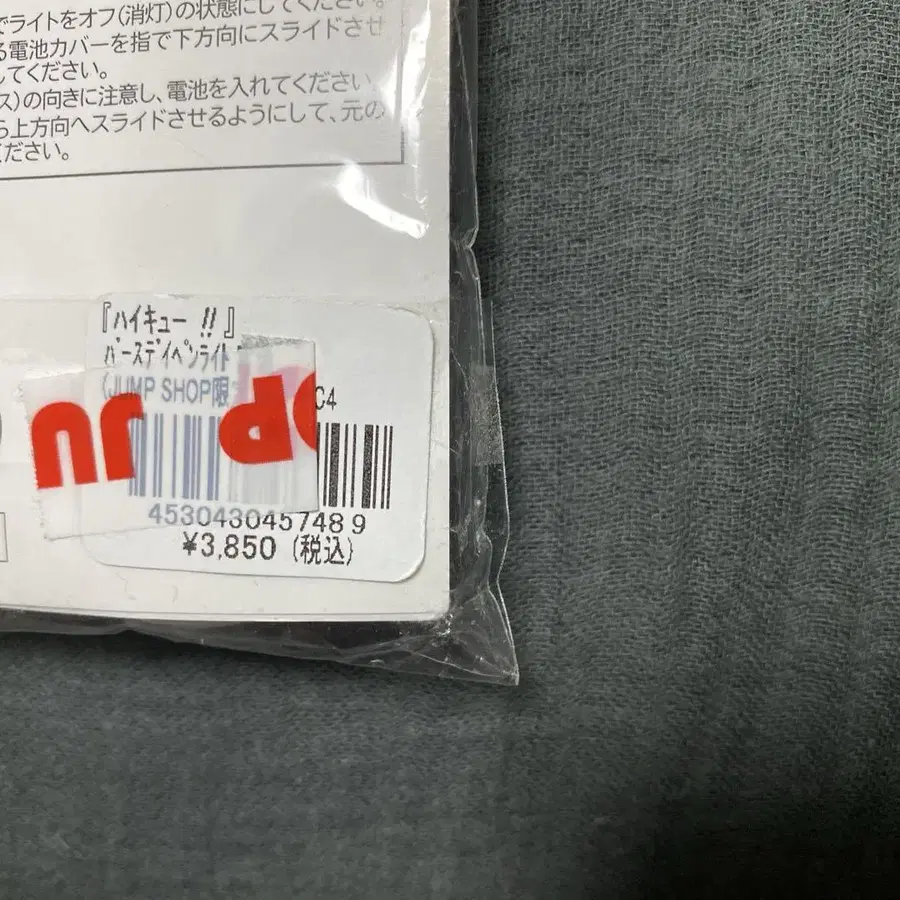 でライトをオフ(消灯)の状態にしてください。
る電池カバーを指で下方向にスライドさせ
してください。
ス)の向きに注意し、電池を入れてください
ら上方向へスライドさせるようにして、元の
ください。
『ハイキュー !!』
バースデイペンライト
(JUMP SHOP限
C4
JU
OP
4530430457489
¥3,850 (税込)